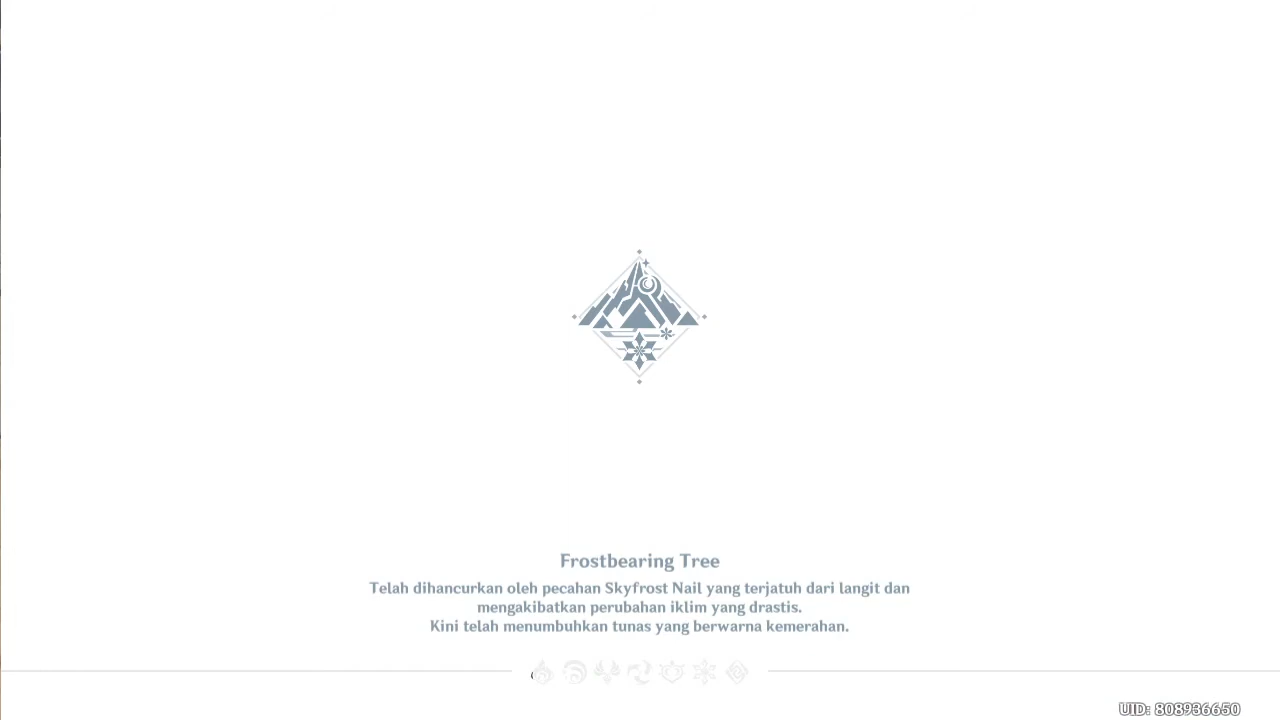 Frostbearing Tree
Telah dihancurkan oleh pecahan Skyfrost Nail yang terjatuh dari langit dan
mengakibatkan perubahan iklim yang drastis.
Kini telah menumbuhkan tunas yang berwarna kemerahan.
UID: 808936650